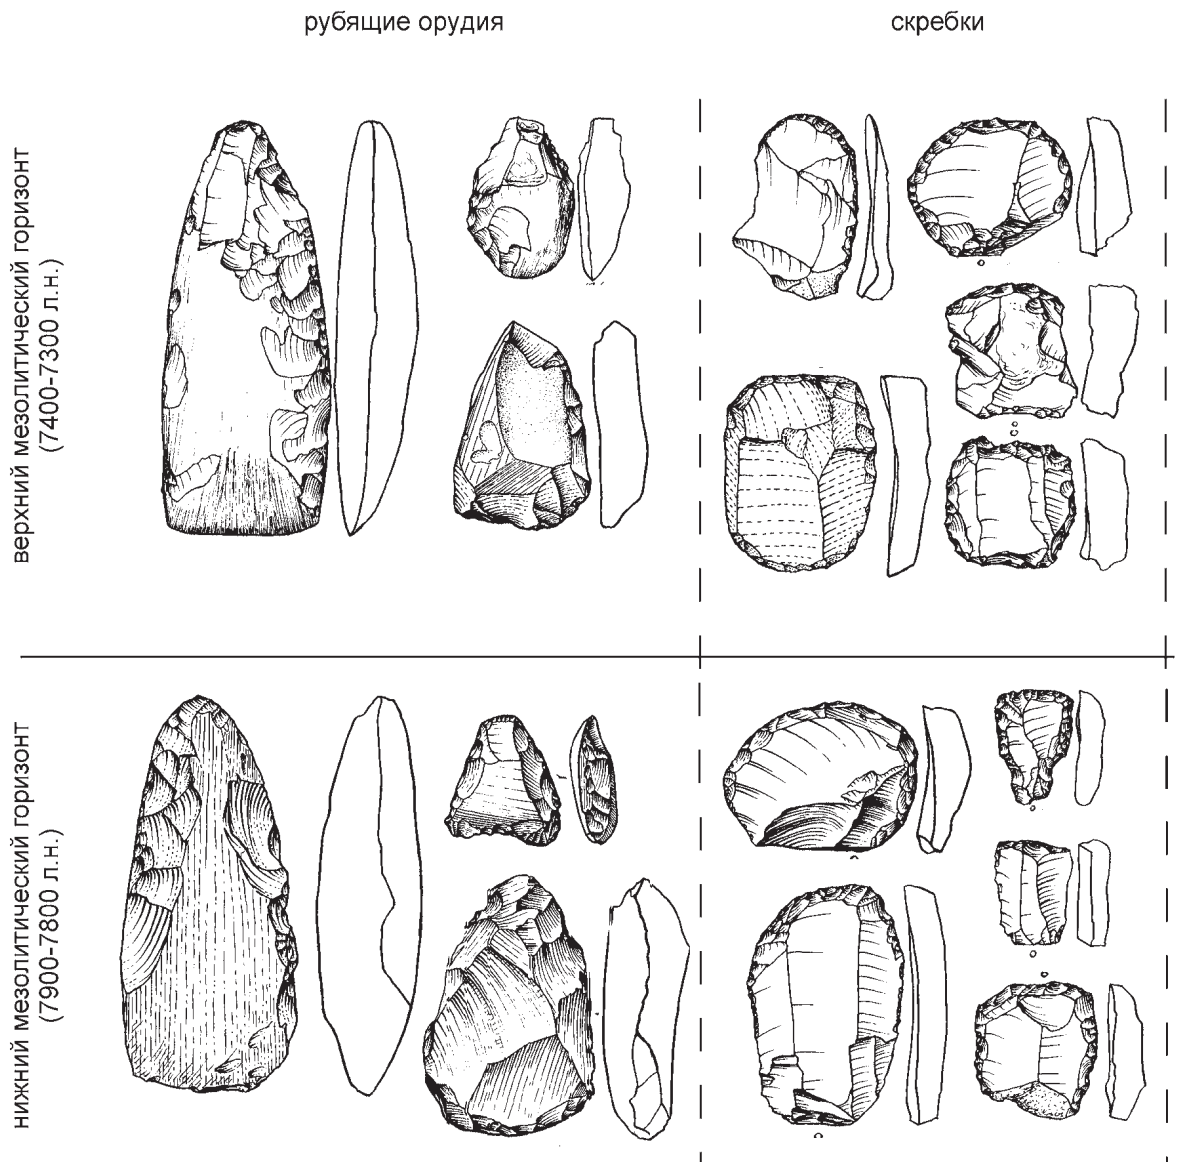 рубящие орудия
скребки
верхний мезолитический горизонт
(7400-7300 л.н.)
нижний мезолитический горизонт
(7900-7800 л.н.)